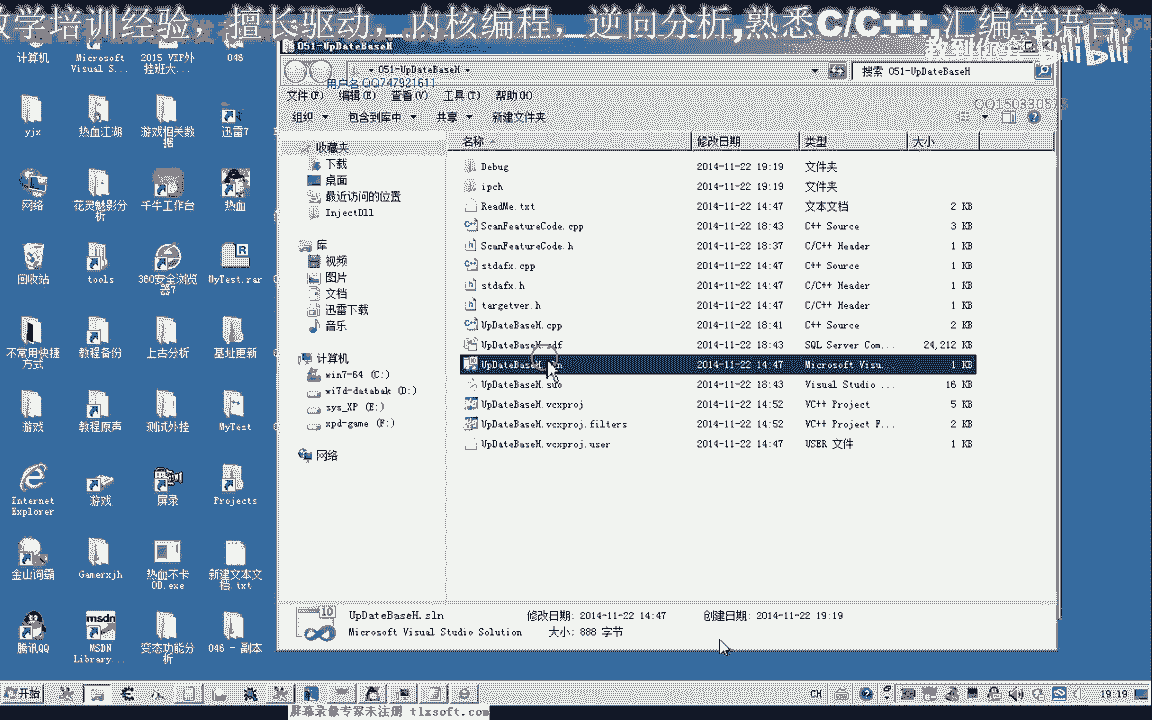 学培训经验，擅长驱动，内核编程，逆向分析,熟悉C/C++,汇编等语言，
051-UpDateBaseH
教到你会
bilibili
051-UpDateBaseH
搜索 051-UpDateBaseH
用户名:QQ74792161
QQ150330575
文件(F) 编辑(E) 查看(V) 工具(T) 帮助(H)
组织 包含到库中 共享 新建文件夹
名称 修改日期 类型 大小
收藏夹
下载
桌面
最近访问的位置
InjectDll
库
视频
图片
文档
迅雷下载
音乐
计算机
win7-64 (C:)
wi7d-databak (D:)
sys_XP (E:)
xpd-game (F:)
网络
Debug 2014-11-22 19:19 文件夹
ipch 2014-11-22 19:19 文件夹
ReadMe.txt 2014-11-22 14:47 文本文档 2 KB
ScanFeatureCode.cpp 2014-11-22 18:43 C++ Source 3 KB
ScanFeatureCode.h 2014-11-22 18:37 C/C++ Header 1 KB
stdafx.cpp 2014-11-22 14:47 C++ Source 1 KB
stdafx.h 2014-11-22 14:47 C/C++ Header 1 KB
targetver.h 2014-11-22 14:47 C/C++ Header 1 KB
UpDateBaseH.cpp 2014-11-22 18:41 C++ Source 2 KB
UpDateBaseH.sdf 2014-11-22 18:43 SQL Server Com... 24,212 KB
UpDateBaseH.sln 2014-11-22 14:47 Microsoft Visu... 1 KB
UpDateBaseH.suo 2014-11-22 18:43 Visual Studio ... 16 KB
UpDateBaseH.vcxproj 2014-11-22 14:52 VC++ Project 5 KB
UpDateBaseH.vcxproj.filters 2014-11-22 14:52 VC++ Project F... 2 KB
UpDateBaseH.vcxproj.user 2014-11-22 14:47 USER 文件 1 KB
UpDateBaseH.sln 修改日期: 2014-11-22 14:47 创建日期: 2014-11-22 19:19
Microsoft Visual Studio Solution 大小: 888 字节
计算机 Microsoft Visual S... 2015 VIP外挂班大... 048
yjx 热血江湖 游戏相关数据 迅雷7
网络 花灵魅影分析 千牛工作台 热血
回收站 tools 360安全浏览器7 MyTest.rar
不常用快捷方式 教程备份 上古分析 基址更新
游戏 教程原声 测试外挂 MyTest
Internet Explorer 游戏 屏录 Projects
金山词霸 Gamerxjh 热血不卡OD.exe 新建文本文档.txt
腾讯QQ MSDN Library... 变态功能分析 046 - 副本
开始
CH
19:19
屏幕录像专家未注册 tlxsoft.com